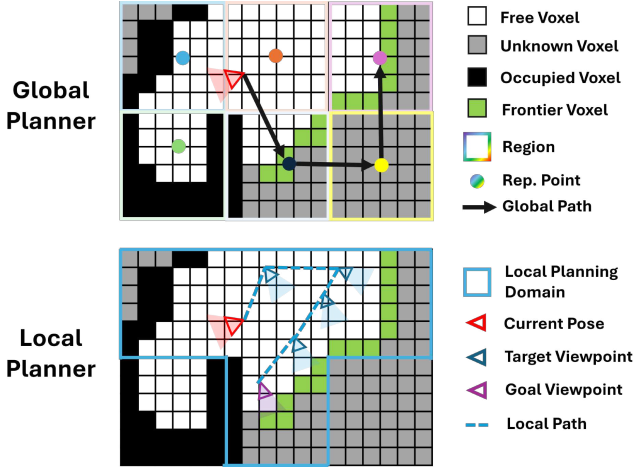 Global
Planner
Free Voxel
Unknown Voxel
Occupied Voxel
Frontier Voxel
Region
Rep. Point
Global Path
Local
Planner
Local Planning
Domain
Current Pose
Target Viewpoint
Goal Viewpoint
Local Path